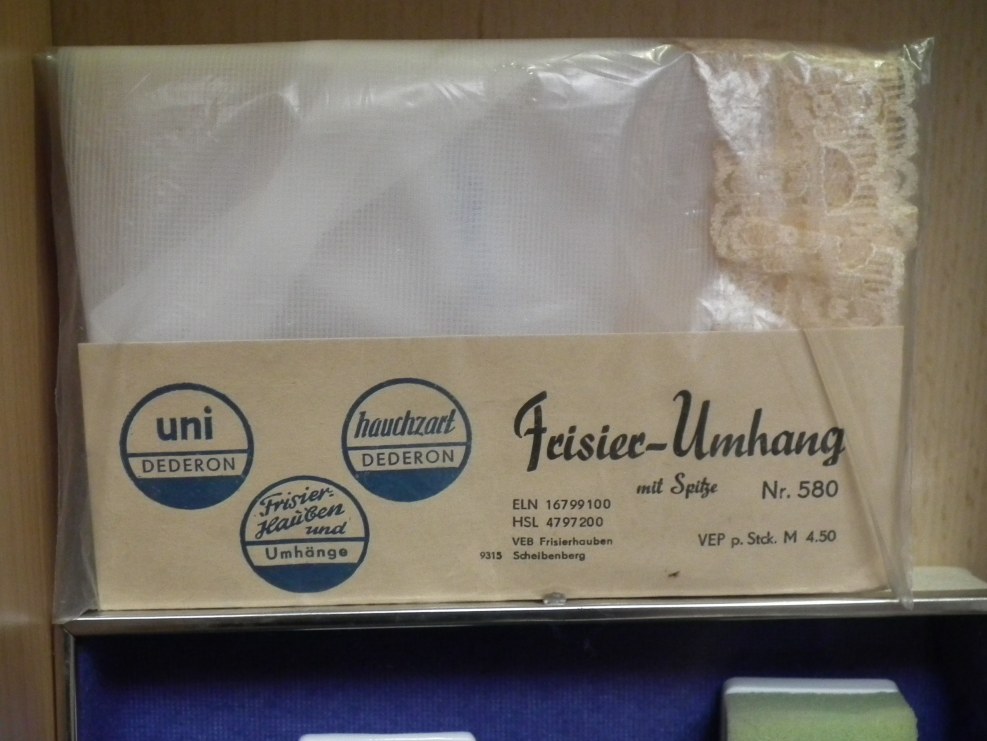 uni
DEDERON
hauchzart
DEDERON
Frisier-
Hauben
und
Umhänge
Frisier-Umhang
mit Spitze Nr. 580
ELN 16799100
HSL 4797200
VEB Frisierhauben
9315 Scheibenberg
VEP p. Stck. M 4.50